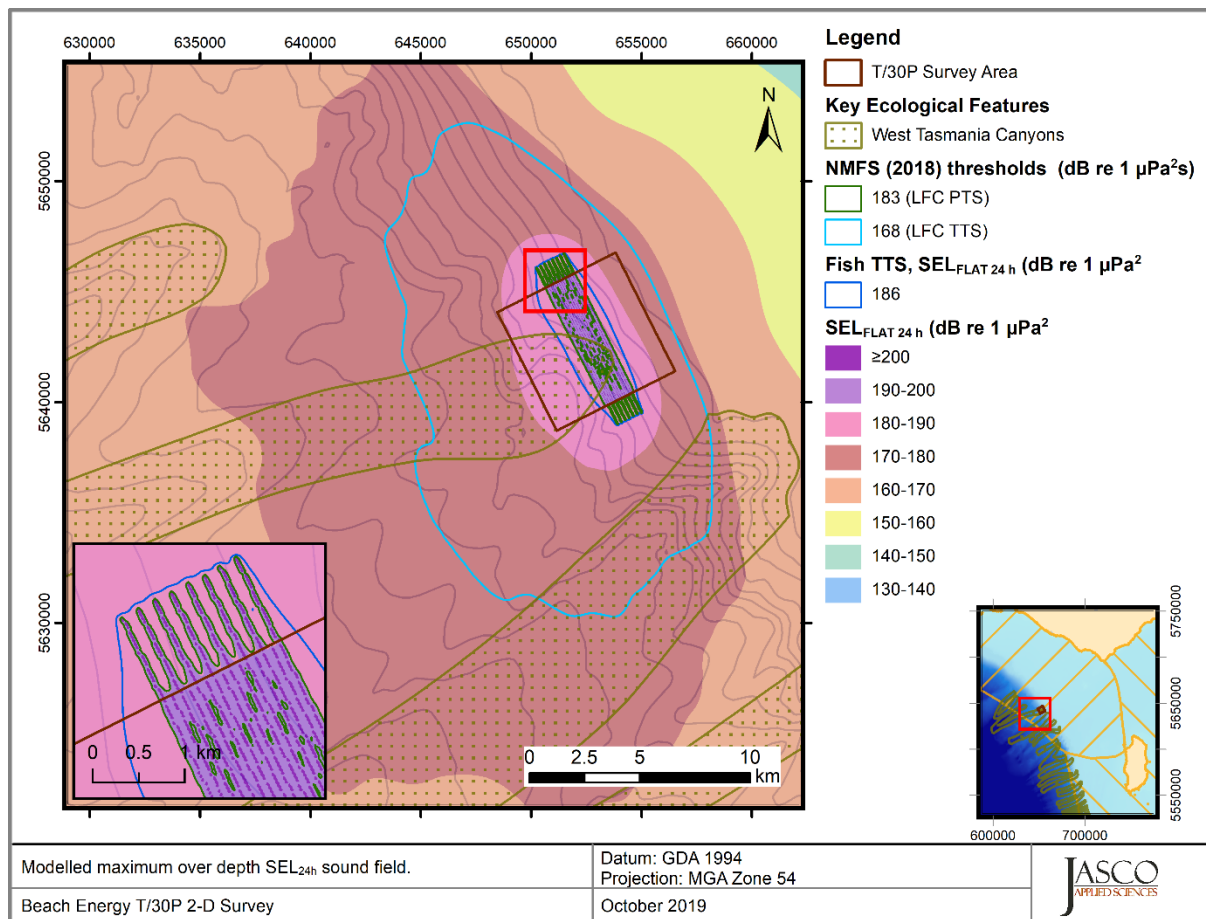 630000 635000 640000 645000 650000 655000 660000
5650000
5640000
5630000
N
0 0.5 1 km
0 2.5 5 10
km
Legend
T/30P Survey Area
Key Ecological Features
West Tasmania Canyons
NMFS (2018) thresholds (dB re 1 µPa²s)
183 (LFC PTS)
168 (LFC TTS)
Fish TTS, SELFLAT 24 h (dB re 1 µPa²
186
SELFLAT 24 h (dB re 1 µPa²
≥200
190-200
180-190
170-180
160-170
150-160
140-150
130-140
5750000
5650000
5550000
600000 700000
Modelled maximum over depth SEL24h sound field.
Beach Energy T/30P 2-D Survey
Datum: GDA 1994
Projection: MGA Zone 54
October 2019
JASCO
APPLIED SCIENCES